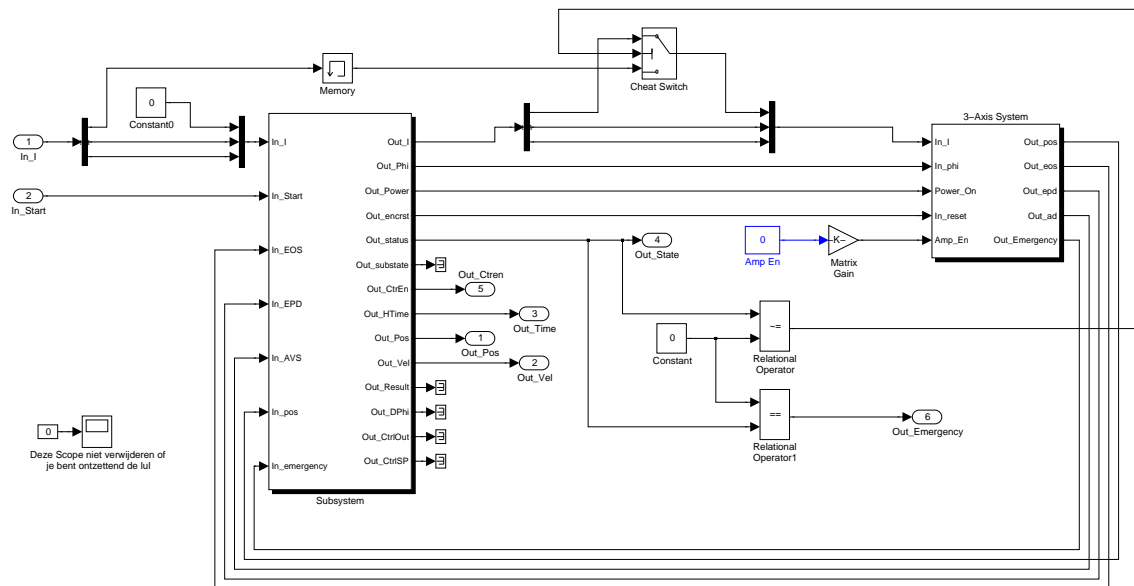 Cheat Switch
Memory
0
Constant0
1
In_I
2
In_Start
In_I
In_Start
In_EOS
In_EPD
In_AVS
In_pos
In_emergency
Out_I
Out_Phi
Out_Power
Out_encrst
Out_status
Out_substate
Out_CtrEn
Out_HTime
Out_Pos
Out_Vel
Out_Result
Out_DPhi
Out_CtrlOut
Out_CtrlSP
Subsystem
4
Out_State
Out_Ctren
5
3
Out_Time
1
Out_Pos
2
Out_Vel
0
Amp En
−K−
Matrix
Gain
3−Axis System
In_I
In_phi
Power_On
In_reset
Amp_En
Out_pos
Out_eos
Out_epd
Out_ad
Out_Emergency
0
Constant
~=
Relational
Operator
==
Relational
Operator1
6
Out_Emergency
0
Deze Scope niet verwijderen of
je bent ontzettend de lul